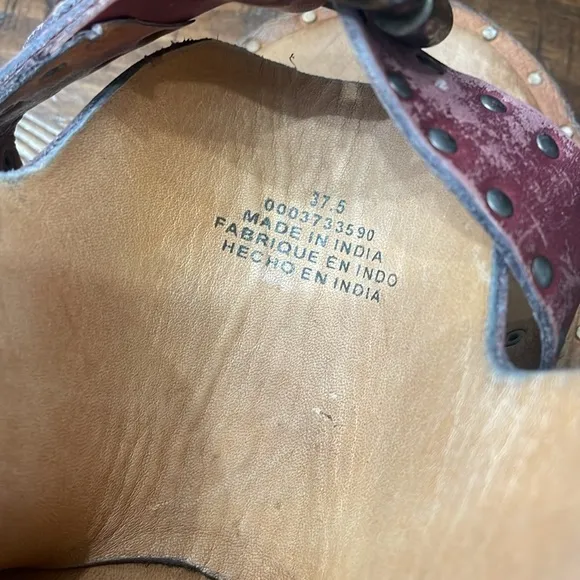 37.5
0003733590
MADE IN INDIA
FABRIQUE EN INDO
HECHO EN INDIA